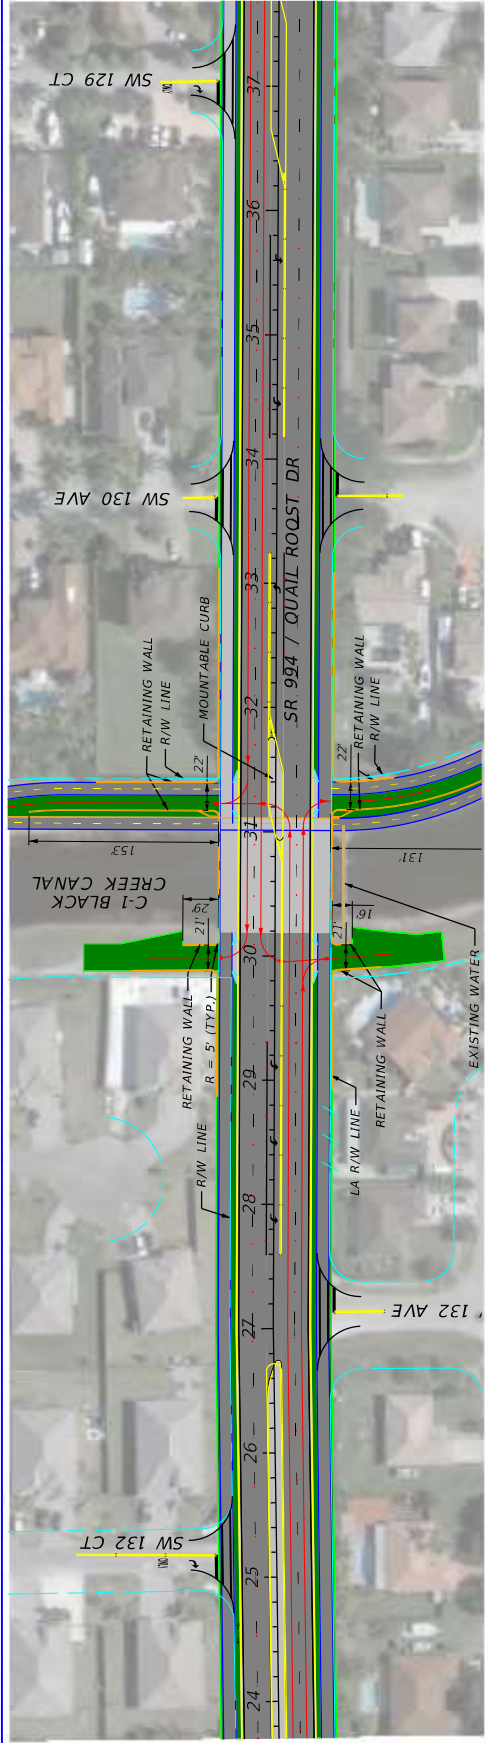 SW 129 CT
ONLY
37
36
35
34
SW 130 AVE
SR 994 / QUAIL ROOST DR
33
RETAINING WALL
R/W LINE
MOUNTABLE CURB
32
RETAINING WALL
R/W LINE
22'
22'
31
153'
131'
C-1 BLACK
CREEK CANAL
29'
16'
21'
21'
30
RETAINING WALL
R = 5' (TYP.)
EXISTING WATER
RETAINING WALL
LA R/W LINE
29
R/W LINE
28
27
132 AVE
26
SW 132 CT
ONLY
25
24